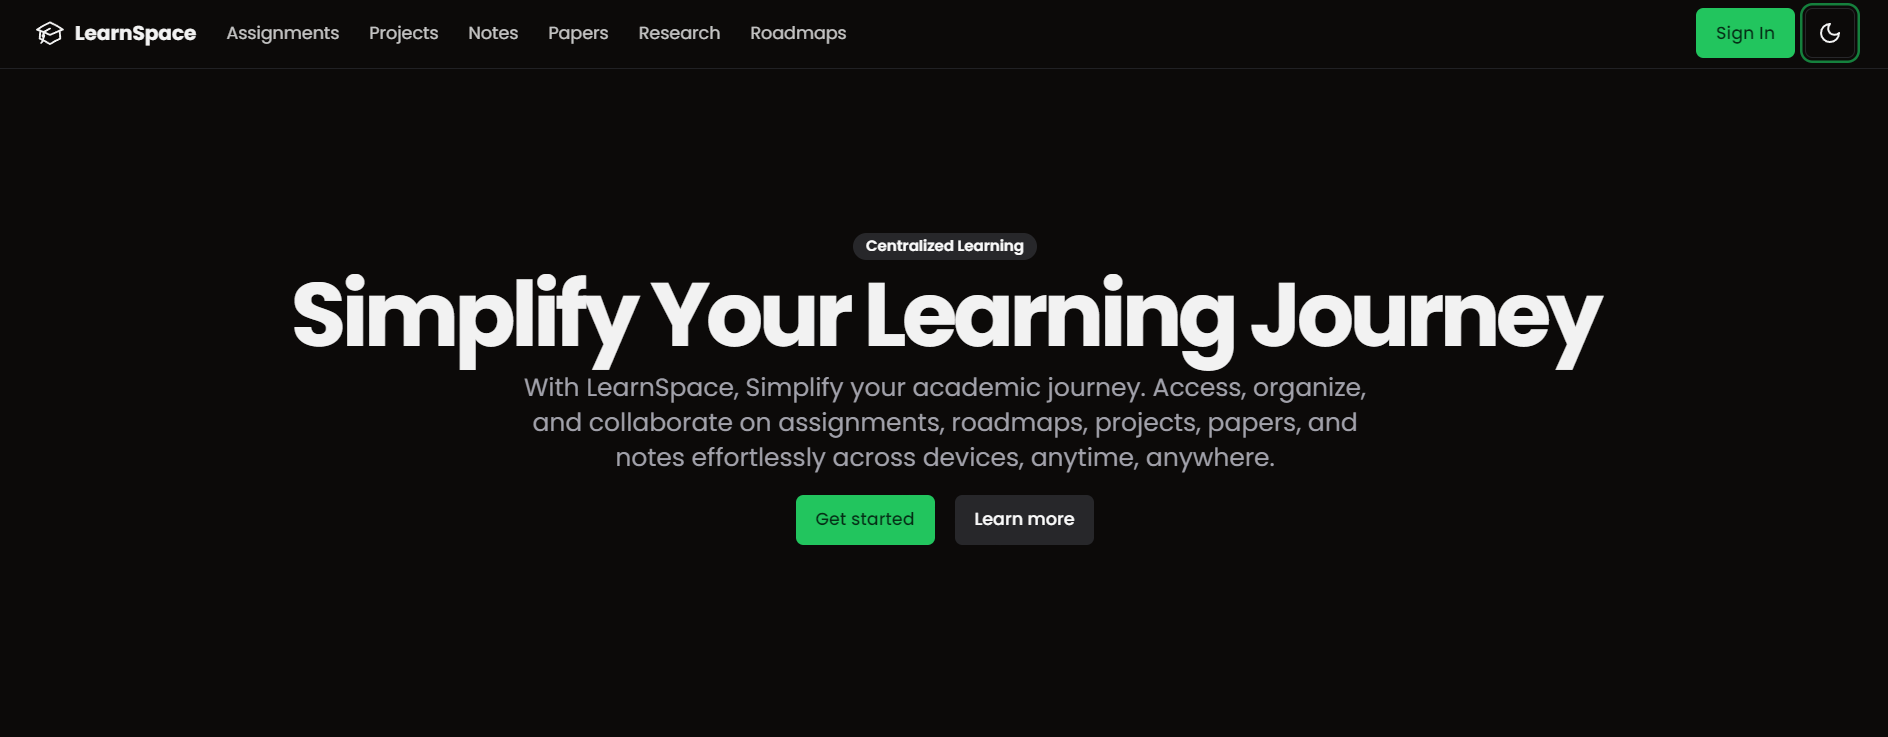 LearnSpace Assignments Projects Notes Papers Research Roadmaps Sign In
Centralized Learning
Simplify Your Learning Journey
With LearnSpace, Simplify your academic journey. Access, organize,
and collaborate on assignments, roadmaps, projects, papers, and
notes effortlessly across devices, anytime, anywhere.
Get started Learn more